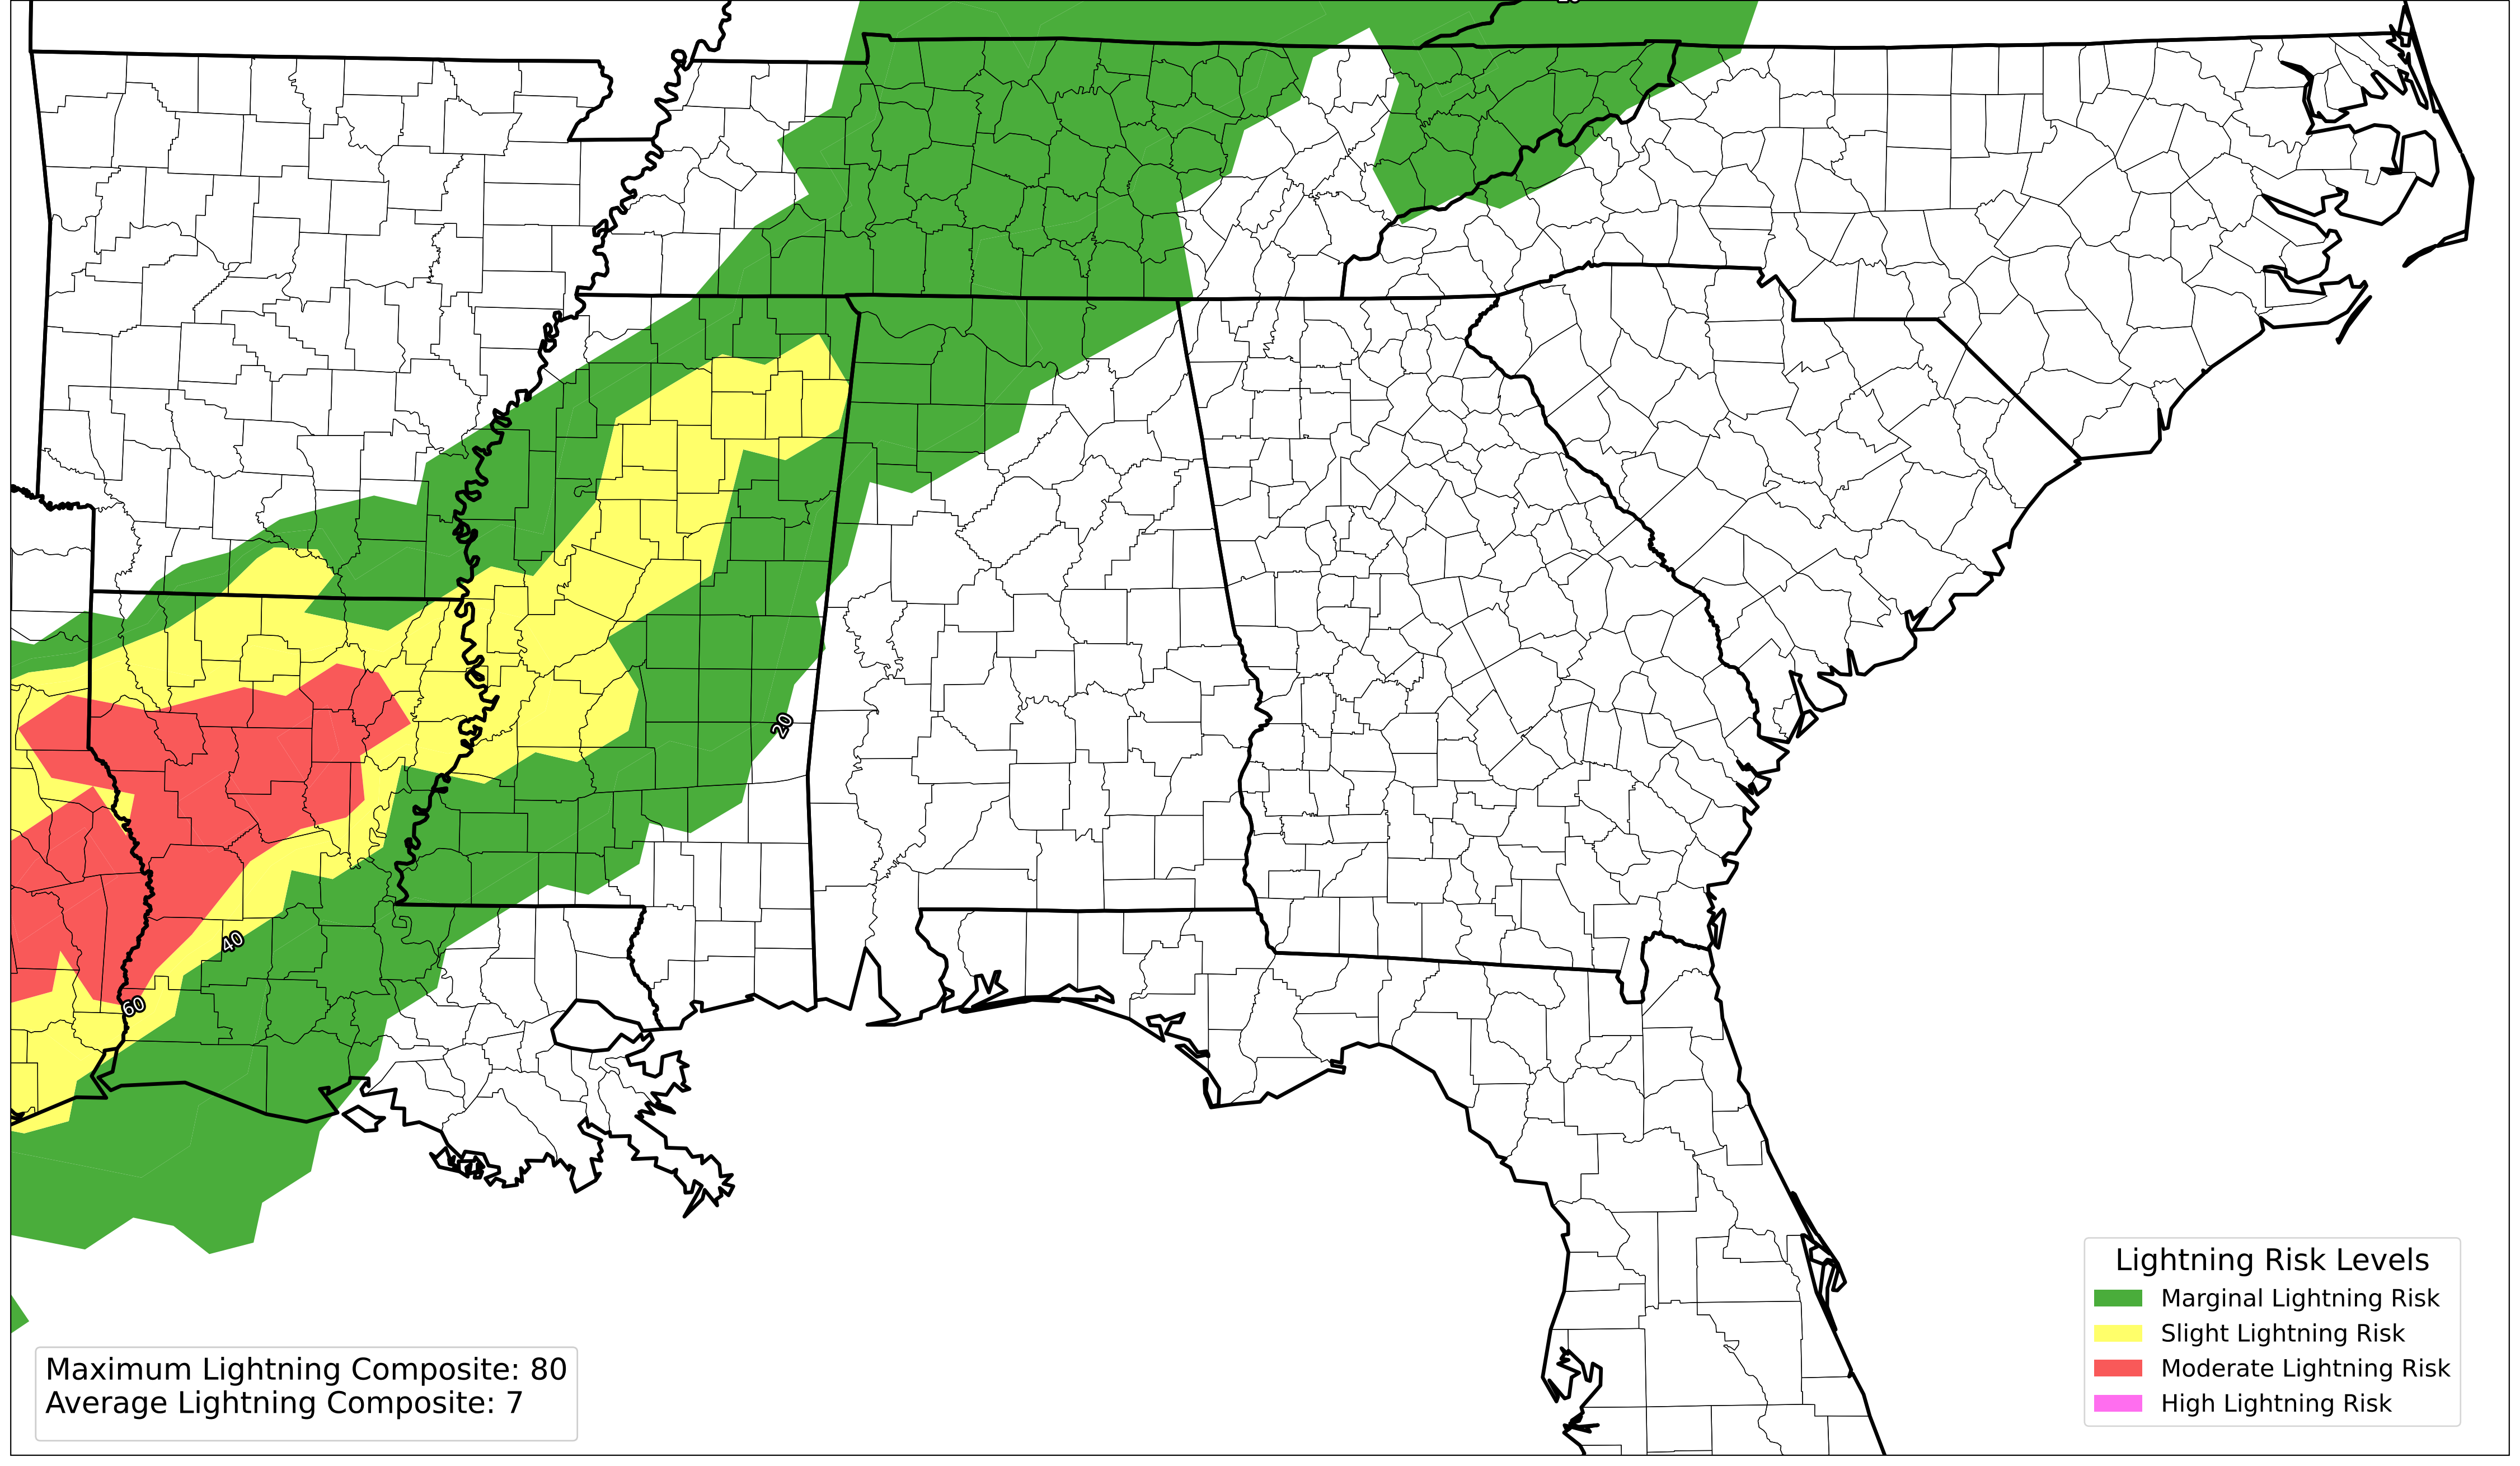 20
40
60
Maximum Lightning Composite: 80
Average Lightning Composite: 7
Lightning Risk Levels
Marginal Lightning Risk
Slight Lightning Risk
Moderate Lightning Risk
High Lightning Risk